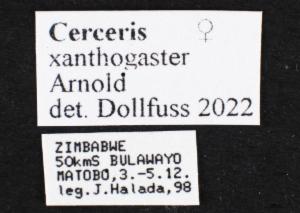 Cerceris ♀
xanthogaster
Arnold
det. Dollfuss 2022
ZIMBABWE
50kmS BULAWAYO
MATOBO,3.-5.12.
leg.J.Halada,98